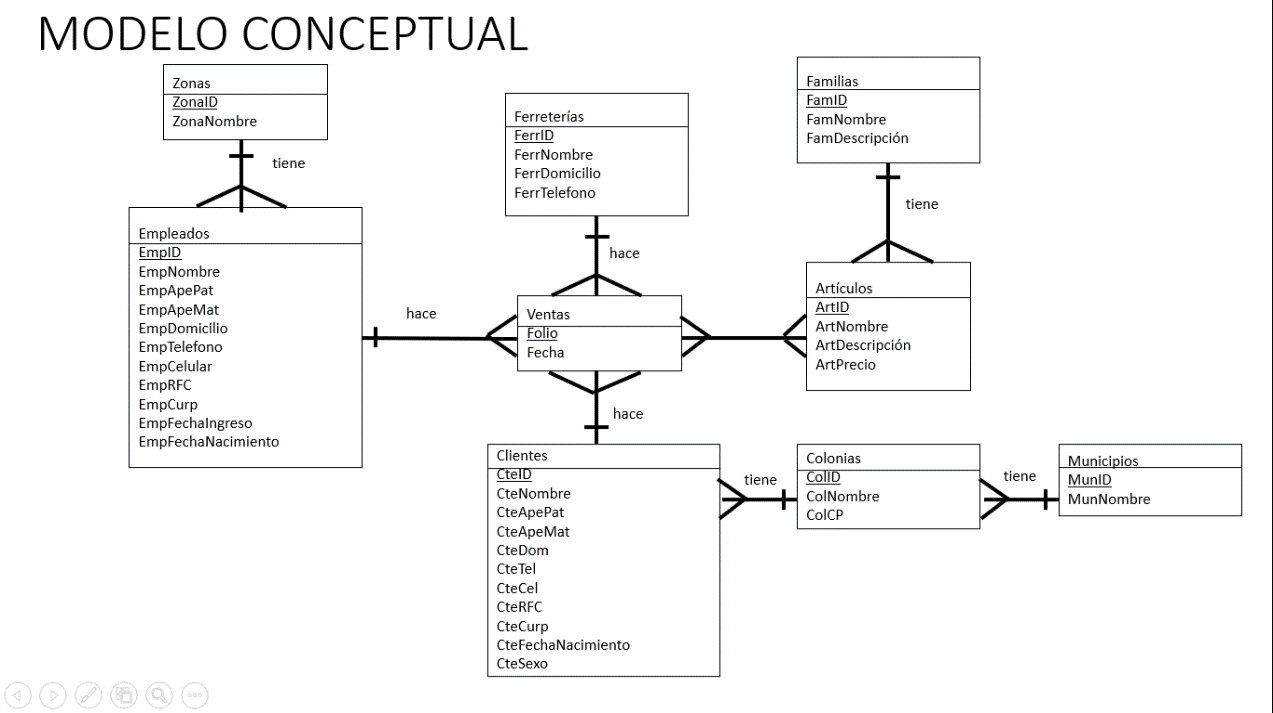 MODELO CONCEPTUAL
Zonas
ZonaID
ZonaNombre
tiene
Empleados
EmpID
EmpNombre
EmpApePat
EmpApeMat
EmpDomicilio
EmpTelefono
EmpCelular
EmpRFC
EmpCurp
EmpFechaIngreso
EmpFechaNacimiento
hace
Ferreterías
FerrID
FerrNombre
FerrDomicilio
FerrTelefono
hace
Ventas
Folio
Fecha
hace
Familias
FamID
FamNombre
FamDescripción
tiene
Artículos
ArtID
ArtNombre
ArtDescripción
ArtPrecio
Clientes
CteID
CteNombre
CteApePat
CteApeMat
CteDom
CteTel
CteCel
CteRFC
CteCurp
CteFechaNacimiento
CteSexo
tiene
Colonias
ColID
ColNombre
ColCP
tiene
Municipios
MunID
MunNombre